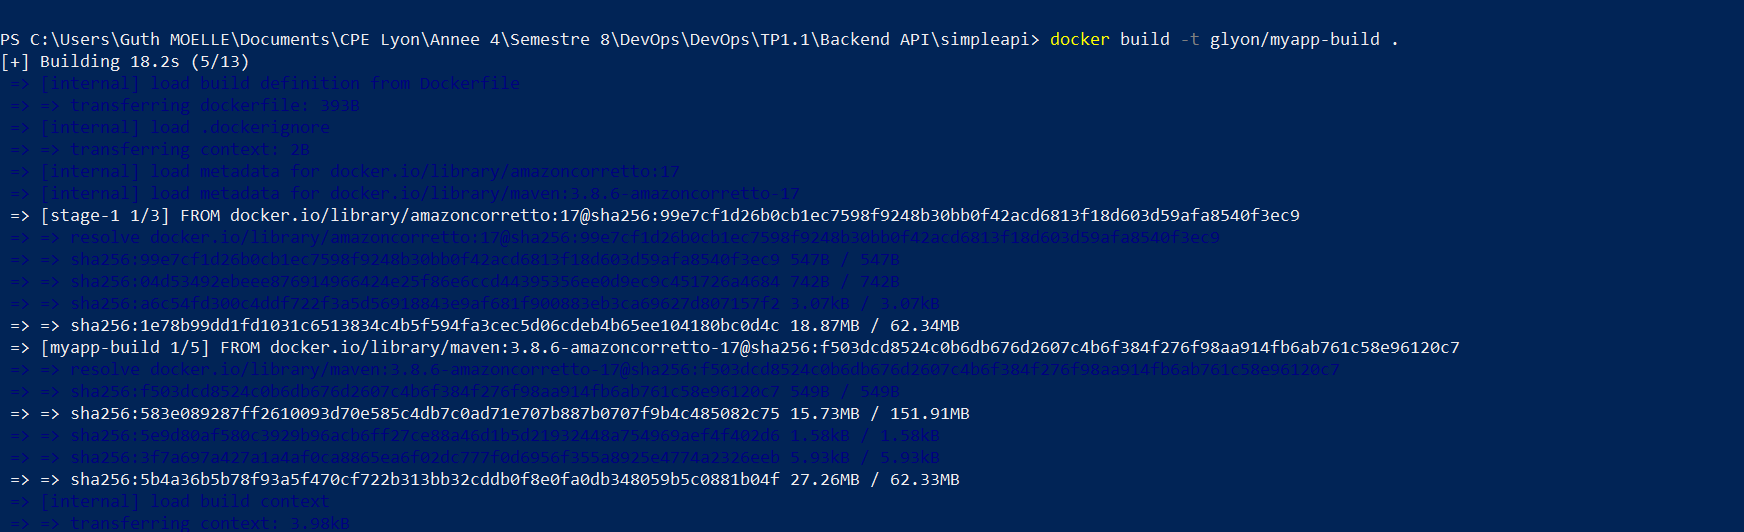 PS C:\Users\Guth MOELLE\Documents\CPE Lyon\Annee 4\Semestre 8\DevOps\DevOps\TP1.1\Backend API\simpleapi> docker build -t glyon/myapp-build .
[+] Building 18.2s (5/13)
=> [internal] load build definition from Dockerfile
=> => transferring dockerfile: 393B
=> [internal] load .dockerignore
=> => transferring context: 2B
=> [internal] load metadata for docker.io/library/amazoncorretto:17
=> [internal] load metadata for docker.io/library/maven:3.8.6-amazoncorretto-17
=> [stage-1 1/3] FROM docker.io/library/amazoncorretto:17@sha256:99e7cf1d26b0cb1ec7598f9248b30bb0f42acd6813f18d603d59afa8540f3ec9
=> => resolve docker.io/library/amazoncorretto:17@sha256:99e7cf1d26b0cb1ec7598f9248b30bb0f42acd6813f18d603d59afa8540f3ec9
=> => sha256:99e7cf1d26b0cb1ec7598f9248b30bb0f42acd6813f18d603d59afa8540f3ec9 547B / 547B
=> => sha256:04d53492ebeee876914966424e25f86e6ccd44395356ee0d9ec9c451726a4684 742B / 742B
=> => sha256:a6c54fd300c4ddf722f3a5d56918843e9af681f900883eb3ca69627d807157f2 3.07kB / 3.07kB
=> => sha256:1e78b99dd1fd1031c6513834c4b5f594fa3cec5d06cdeb4b65ee104180bc0d4c 18.87MB / 62.34MB
=> [myapp-build 1/5] FROM docker.io/library/maven:3.8.6-amazoncorretto-17@sha256:f503dcd8524c0b6db676d2607c4b6f384f276f98aa914fb6ab761c58e96120c7
=> => resolve docker.io/library/maven:3.8.6-amazoncorretto-17@sha256:f503dcd8524c0b6db676d2607c4b6f384f276f98aa914fb6ab761c58e96120c7
=> => sha256:f503dcd8524c0b6db676d2607c4b6f384f276f98aa914fb6ab761c58e96120c7 549B / 549B
=> => sha256:583e089287ff2610093d70e585c4db7c0ad71e707b887b0707f9b4c485082c75 15.73MB / 151.91MB
=> => sha256:5e9d80af580c3929b96acb6ff27ce88a46d1b5d21932448a754969aef4f402d6 1.58kB / 1.58kB
=> => sha256:3f7a697a427a1a4af0ca8865ea6f02dc777f0d6956f355a8925e4774a2326eeb 5.93kB / 5.93kB
=> => sha256:5b4a36b5b78f93a5f470cf722b313bb32cddb0f8e0fa0db348059b5c0881b04f 27.26MB / 62.33MB
=> [internal] load build context
=> => transferring context: 3.98kB